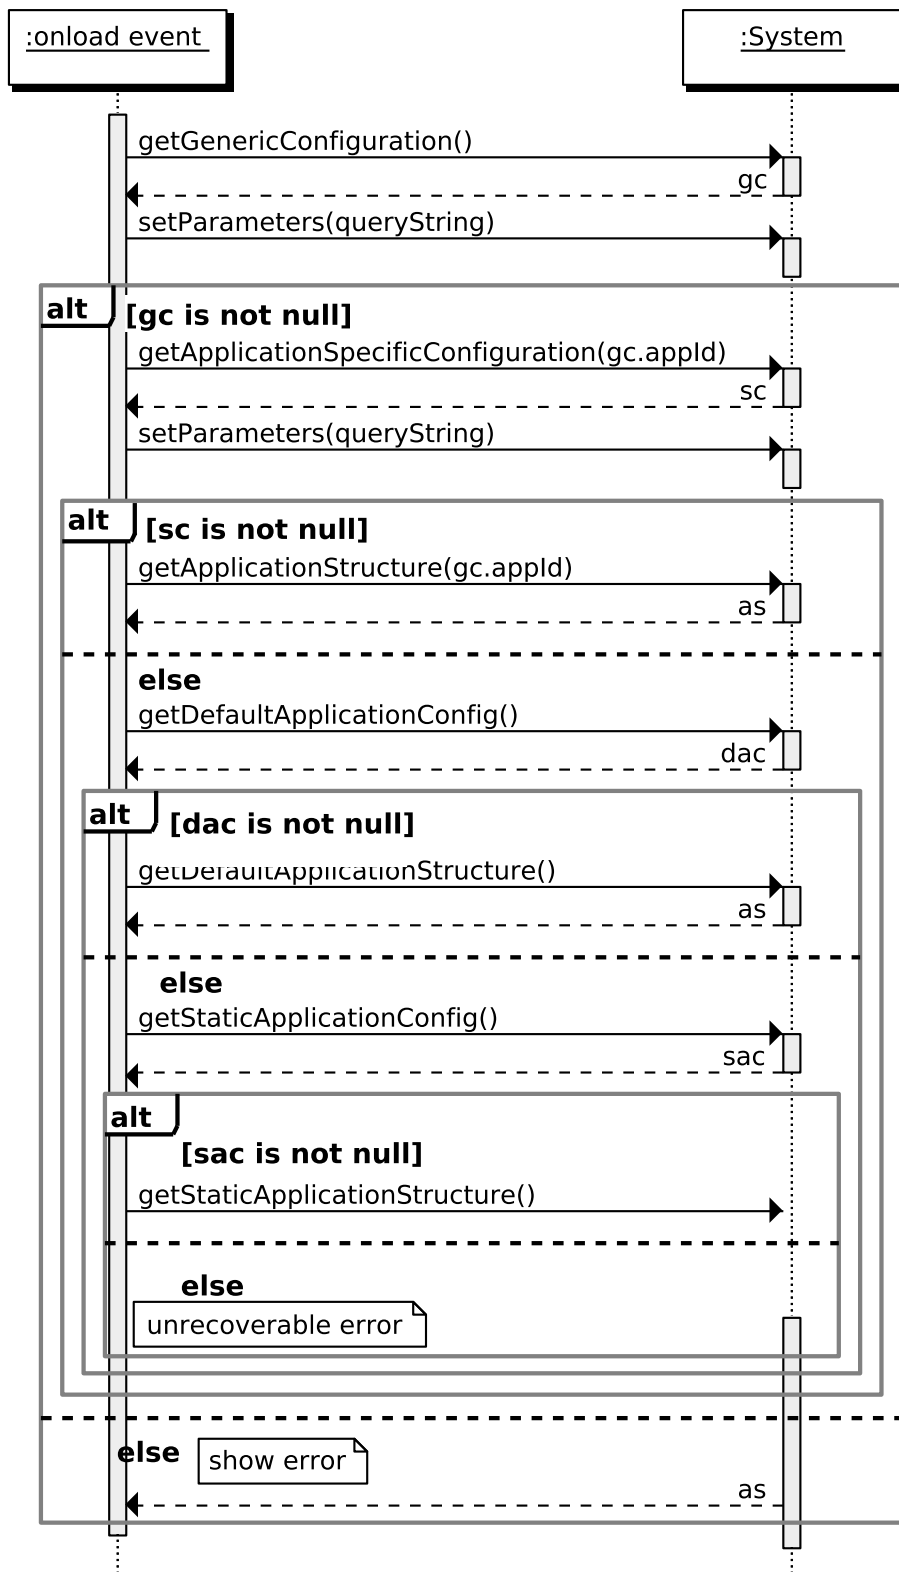 :onload event
:System
getGenericConfiguration()
gc
setParameters(queryString)
alt
[gc is not null]
getApplicationSpecificConfiguration(gc.appId)
sc
setParameters(queryString)
alt
[sc is not null]
getApplicationStructure(gc.appId)
as
else
getDefaultApplicationConfig()
dac
alt
[dac is not null]
getDefaultApplicationStructure()
as
else
getStaticApplicationConfig()
sac
alt
[sac is not null]
getStaticApplicationStructure()
else
unrecoverable error
else
show error
as